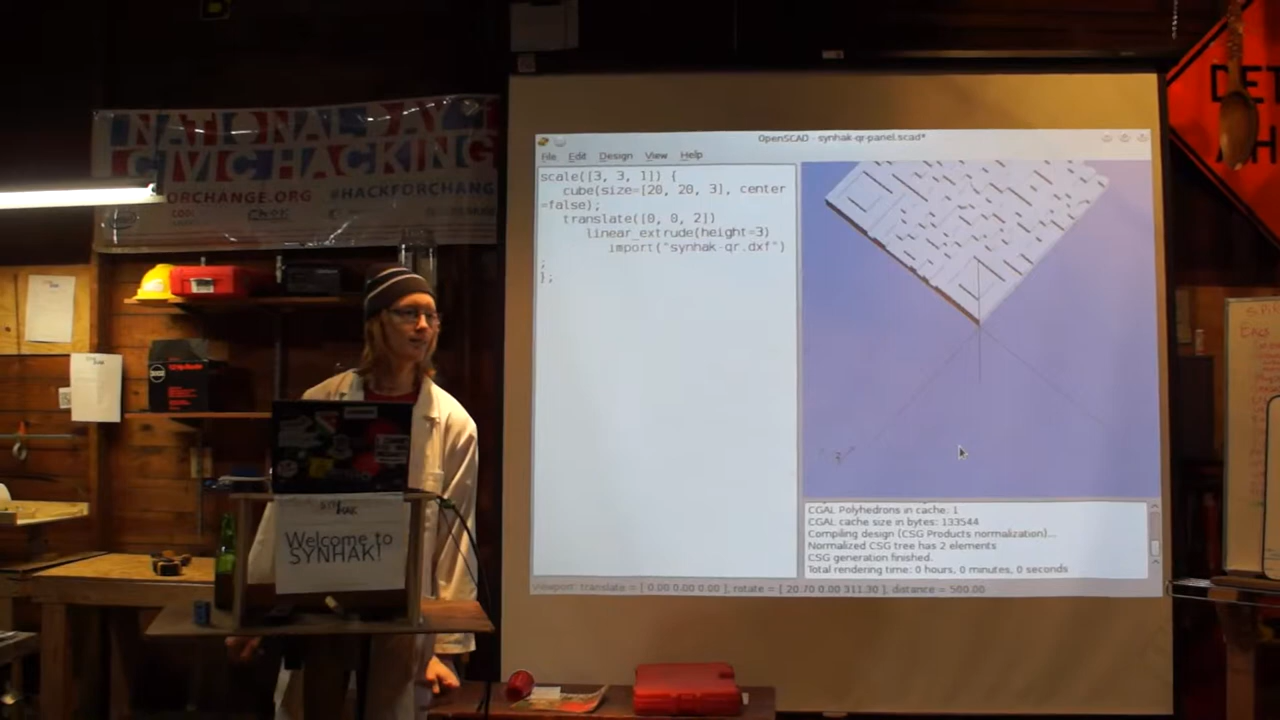 NATIONAL DAY
CIVIC HACKING
ORCHANGE.ORG #HACKFORCHANG
OpenSCAD - synhak-qr-panel.scad*
File Edit Design View Help
scale([3, 3, 1]) {
cube(size=[20, 20, 3], center
=false);
translate([0, 0, 2])
linear_extrude(height=3)
import("synhak-qr.dxf")
;
};
CGAL Polyhedrons in cache: 1
CGAL cache size in bytes: 133544
Compiling design (CSG Products normalization)...
Normalized CSG tree has 2 elements
CSG generation finished.
Total rendering time: 0 hours, 0 minutes, 0 seconds
Viewport: translate = [ 0.00 0.00 0.00 ], rotate = [ 20.70 0.00 311.30 ], distance = 500.00
Welcome to
SYNHAK!
DET
AH